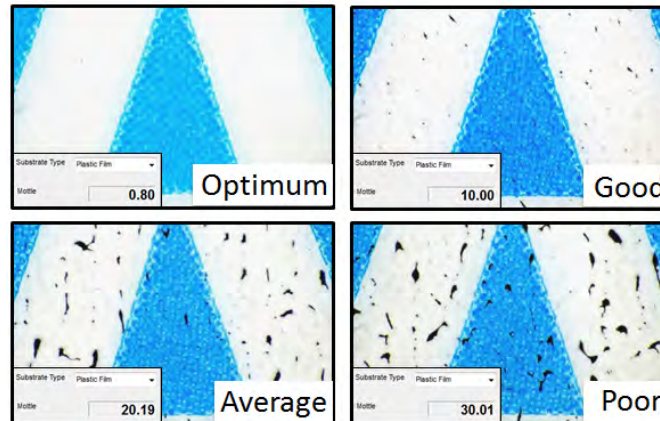 Substrate Type Plastic Film
Mottle 0.80
Optimum
Substrate Type Plastic Film
Mottle 10.00
Good
Substrate Type Plastic Film
Mottle 20.19
Average
Substrate Type Plastic Film
Mottle 30.01
Poor